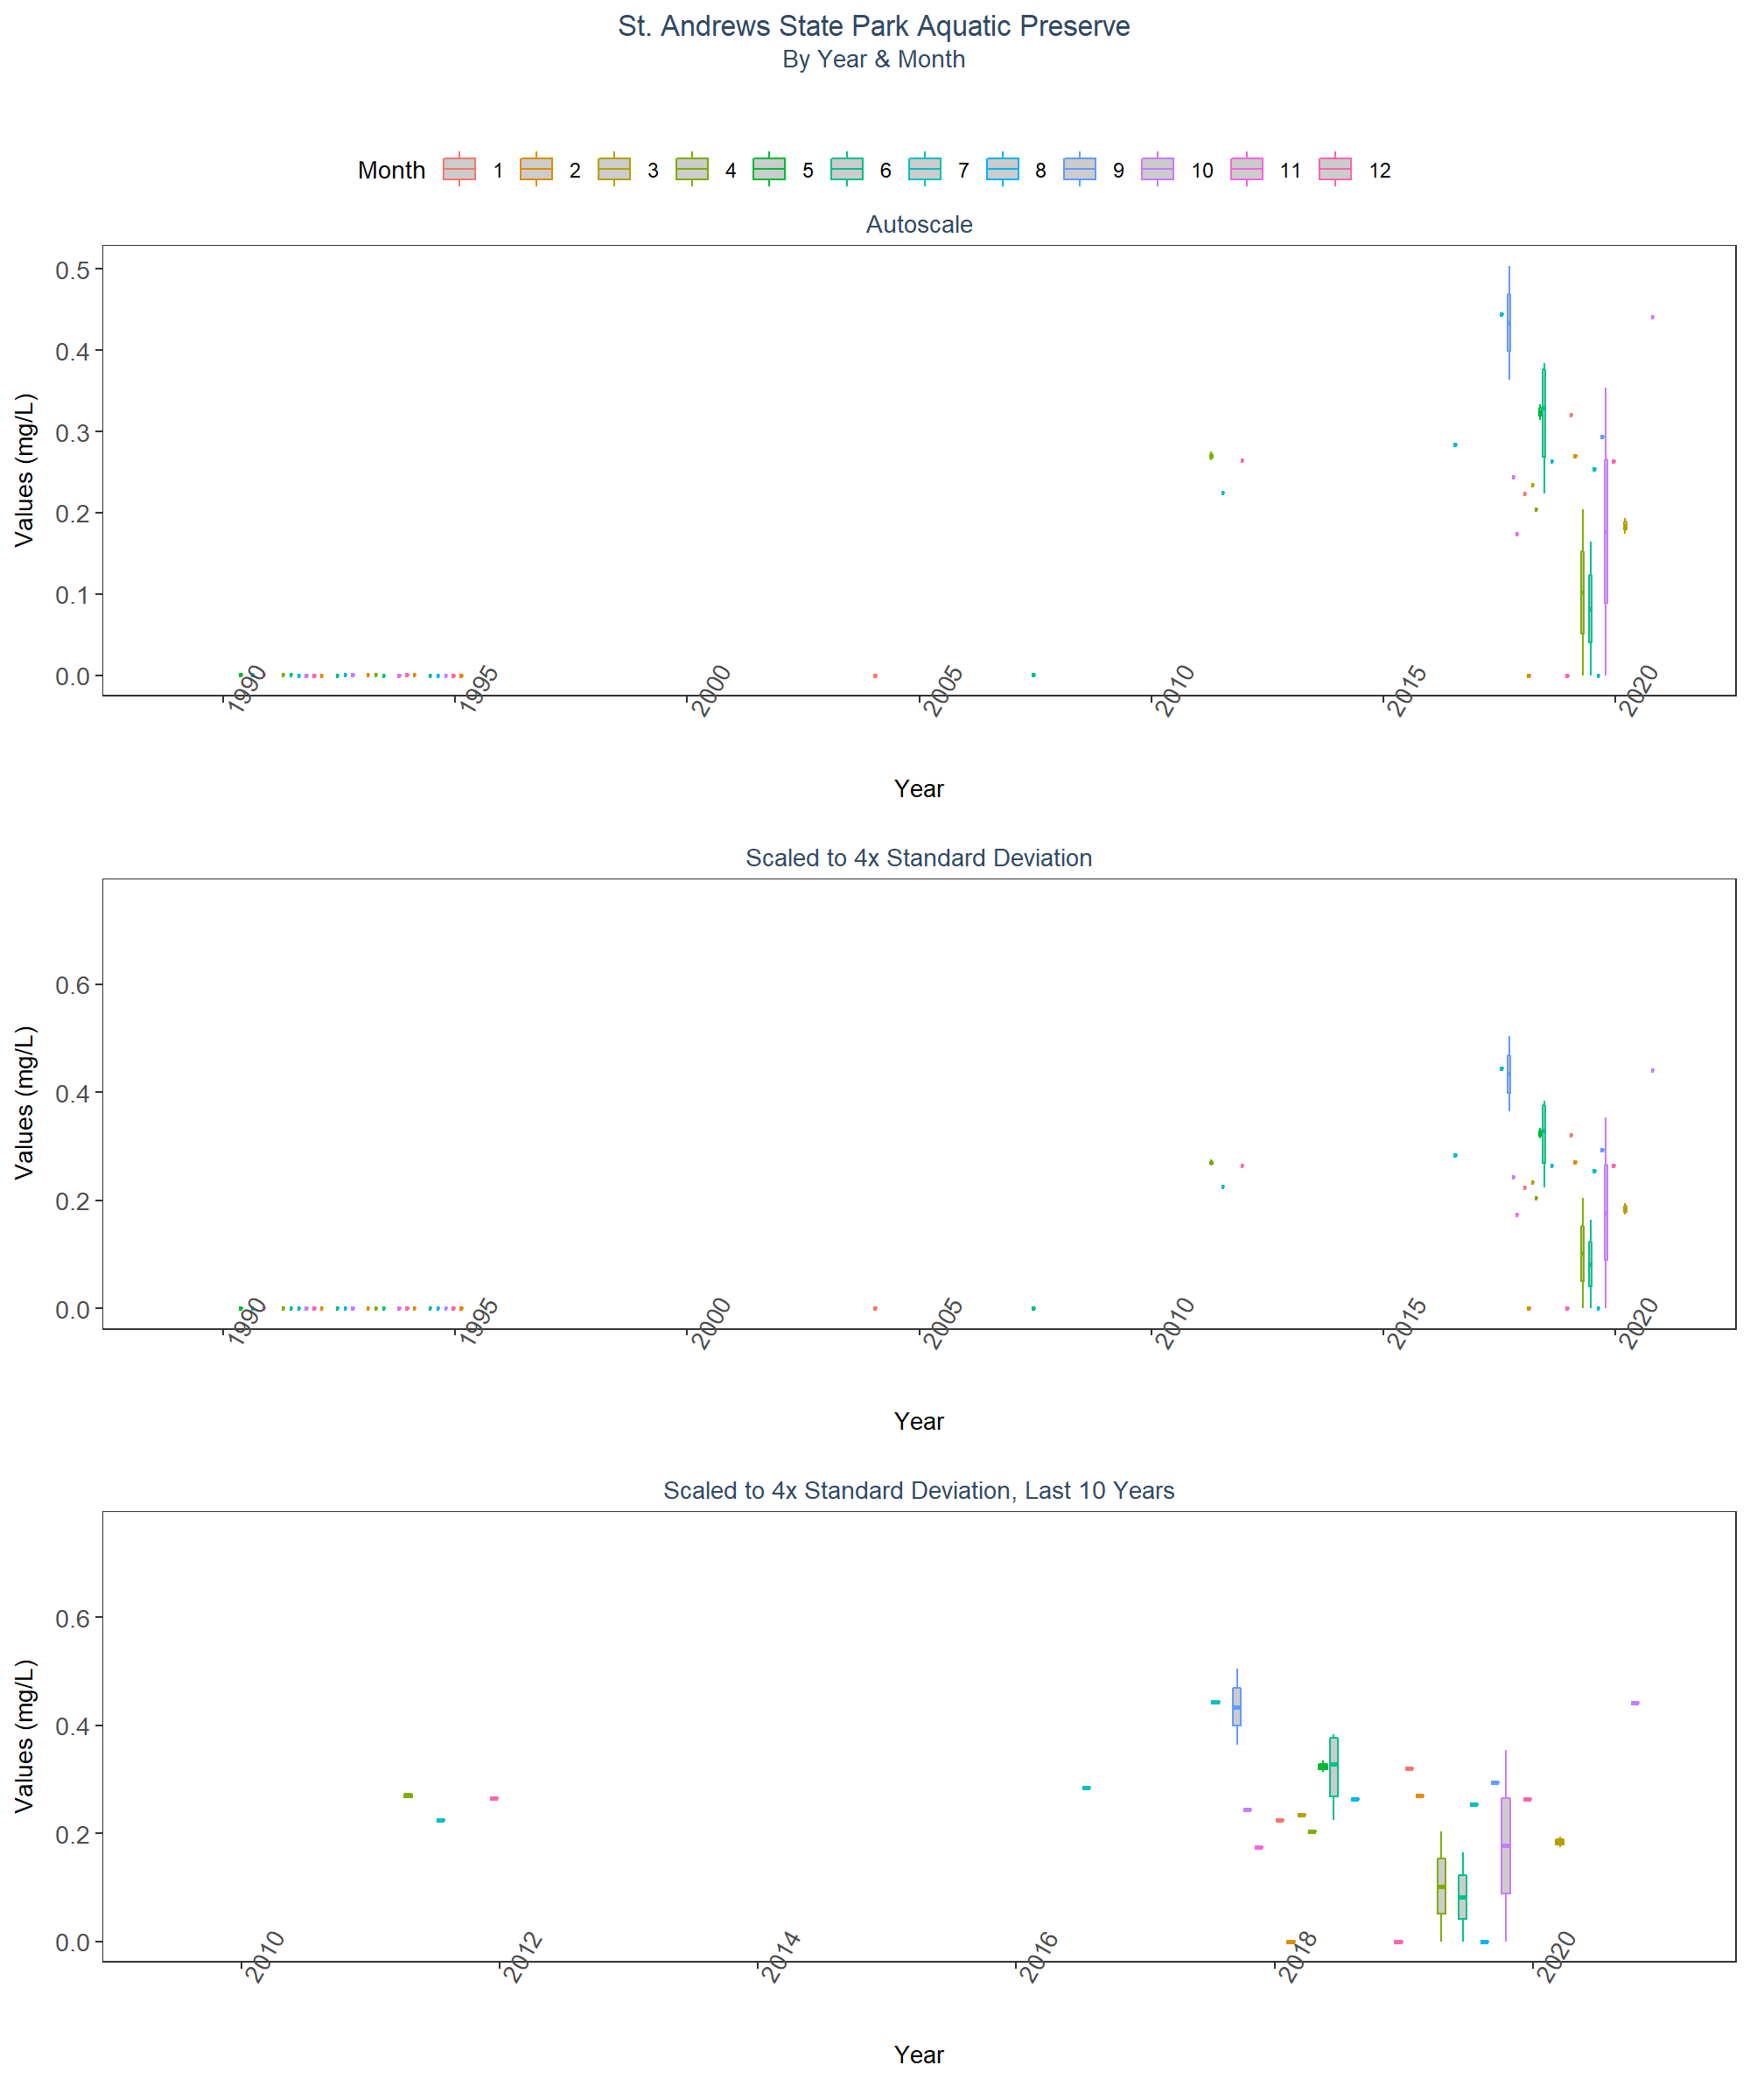 St. Andrews State Park Aquatic Preserve
By Year & Month
Month 1 2 3 4 5 6 7 8 9 10 11 12
Autoscale
Values (mg/L)
0.5
0.4
0.3
0.2
0.1
0.0
1990 1995 2000 2005 2010 2015 2020
Year
Scaled to 4x Standard Deviation
Values (mg/L)
0.6
0.4
0.2
0.0
1990 1995 2000 2005 2010 2015 2020
Year
Scaled to 4x Standard Deviation, Last 10 Years
Values (mg/L)
0.6
0.4
0.2
0.0
2010 2012 2014 2016 2018 2020
Year